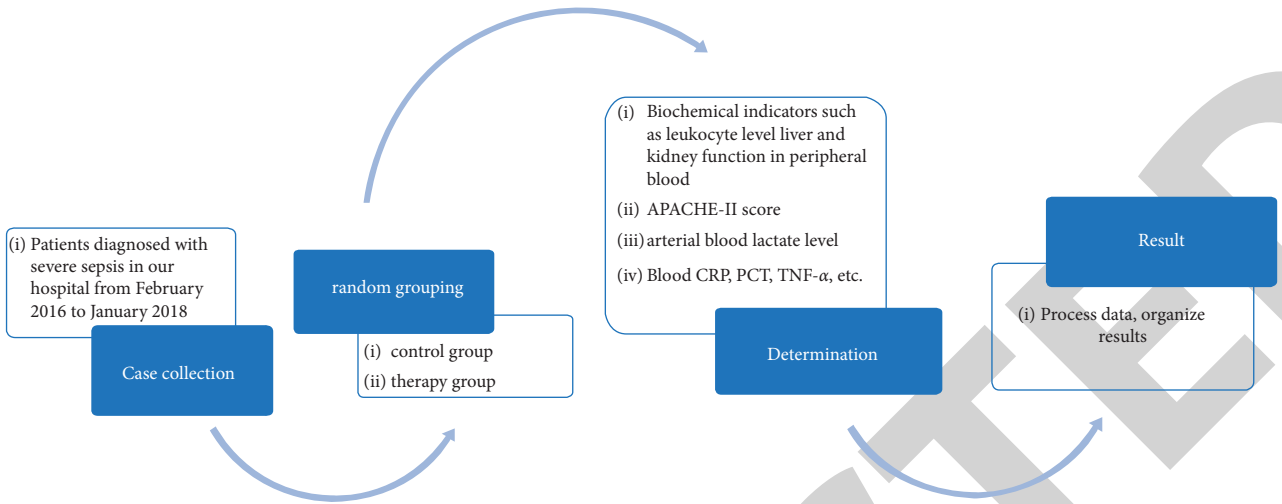 (i) Patients diagnosed with
severe sepsis in our
hospital from February
2016 to January 2018
Case collection
random grouping
(i) control group
(ii) therapy group
(i) Biochemical indicators such
as leukocyte level liver and
kidney function in peripheral
blood
(ii) APACHE-II score
(iii) arterial blood lactate level
(iv) Blood CRP, PCT, TNF-α, etc.
Determination
Result
(i) Process data, organize
results